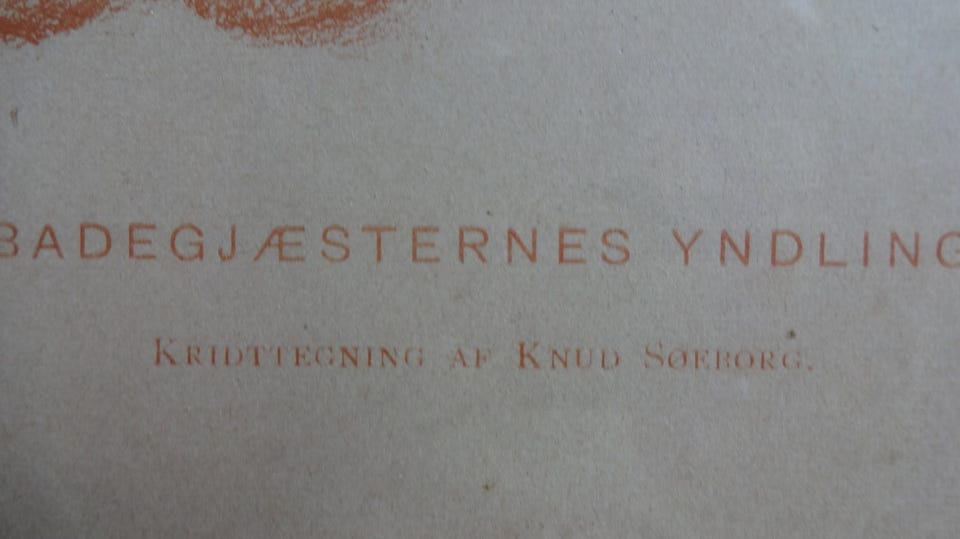 BADEGJÆSTERNES YNDLING
KRIDTTEGNING AF KNUD SØEBORG.